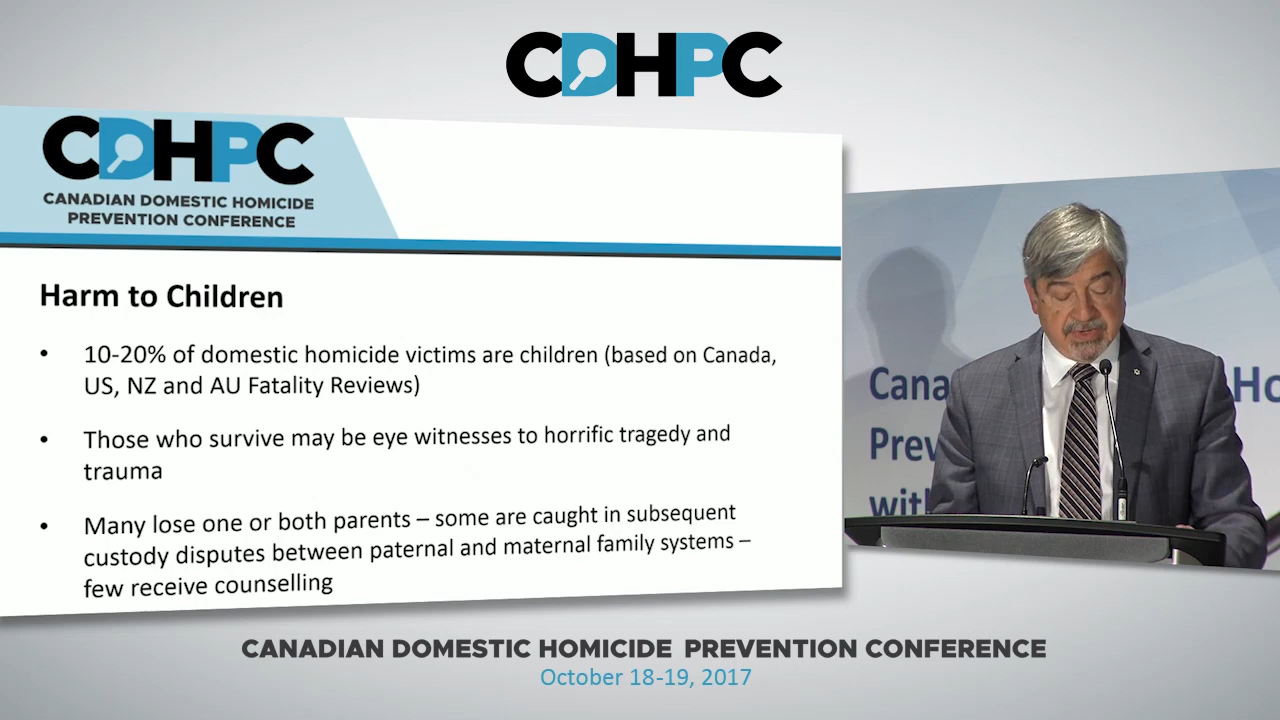 CDHPC
CDHPC
CANADIAN DOMESTIC HOMICIDE
PREVENTION CONFERENCE
Harm to Children
• 10-20% of domestic homicide victims are children (based on Canada,
US, NZ and AU Fatality Reviews)
• Those who survive may be eye witnesses to horrific tragedy and
trauma
• Many lose one or both parents – some are caught in subsequent
custody disputes between paternal and maternal family systems –
few receive counselling
Cana
Ho
Prev
with
CANADIAN DOMESTIC HOMICIDE PREVENTION CONFERENCE
October 18-19, 2017